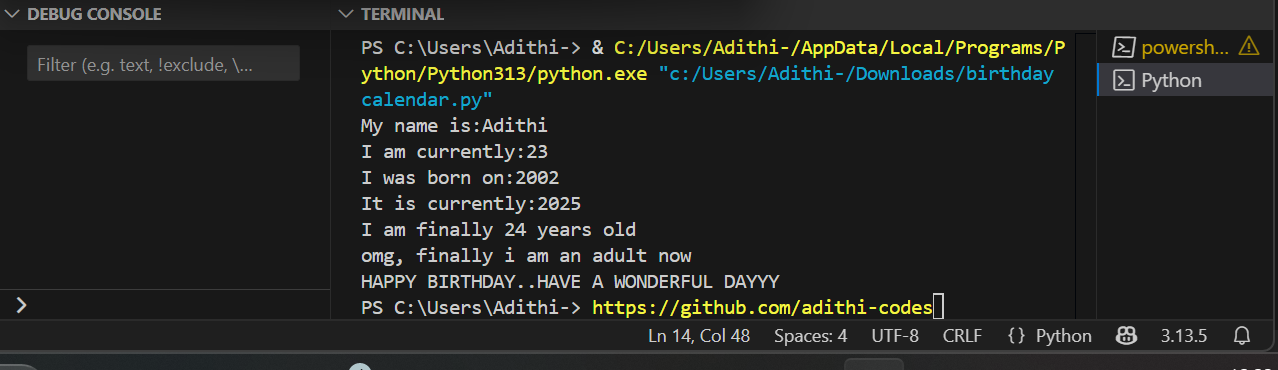 DEBUG CONSOLE
Filter (e.g. text, !exclude, \...
TERMINAL
PS C:\Users\Adithi-> & C:/Users/Adithi-/AppData/Local/Programs/P
ython/Python313/python.exe "c:/Users/Adithi-/Downloads/birthday
calendar.py"
My name is:Adithi
I am currently:23
I was born on:2002
It is currently:2025
I am finally 24 years old
omg, finally i am an adult now
HAPPY BIRTHDAY..HAVE A WONDERFUL DAYYY
PS C:\Users\Adithi-> https://github.com/adithi-codes
powersh...
Python
Ln 14, Col 48 Spaces: 4 UTF-8 CRLF {} Python 3.13.5